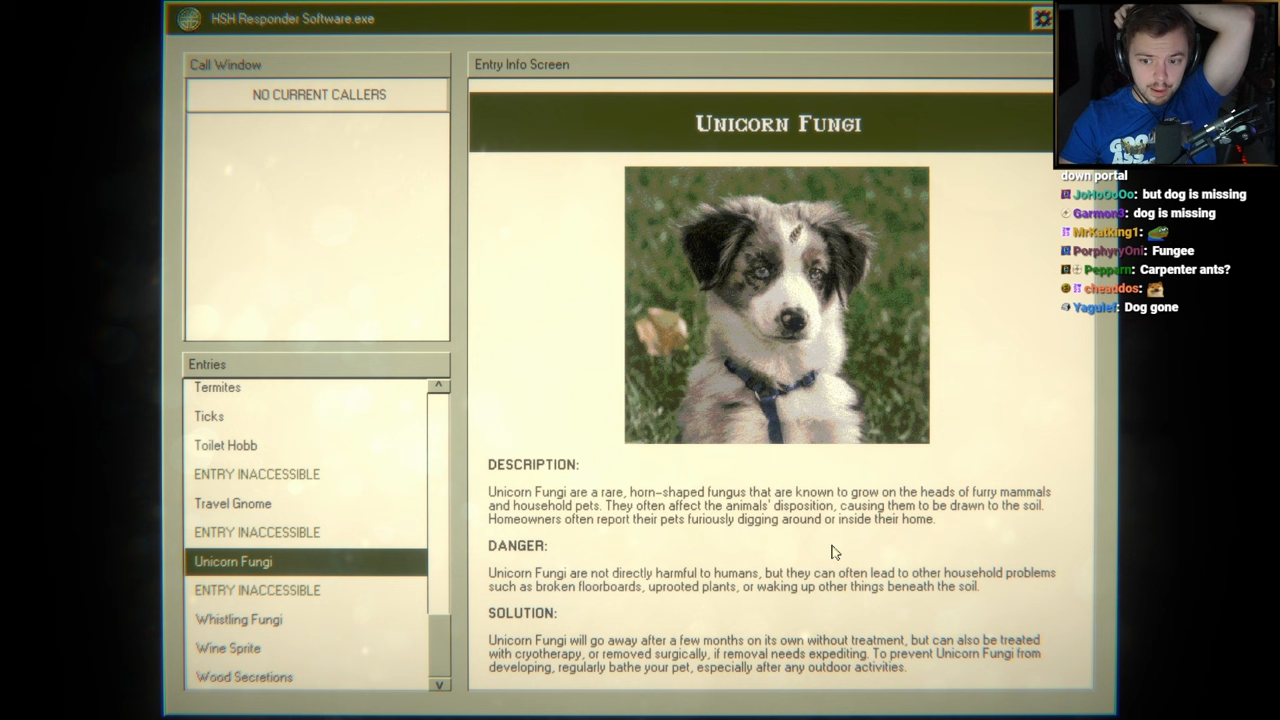 HSH Responder Software.exe
Call Window
NO CURRENT CALLERS
Entries
Termites
Ticks
Toilet Hobb
ENTRY INACCESSIBLE
Travel Gnome
ENTRY INACCESSIBLE
Unicorn Fungi
ENTRY INACCESSIBLE
Whistling Fungi
Wine Sprite
Wood Secretions
Entry Info Screen
Unicorn Fungi
DESCRIPTION:
Unicorn Fungi are a rare, horn-shaped fungus that are known to grow on the heads of furry mammals
and household pets. They often affect the animals' disposition, causing them to be drawn to the soil.
Homeowners often report their pets furiously digging around or inside their home.
DANGER:
Unicorn Fungi are not directly harmful to humans, but they can often lead to other household problems
such as broken floorboards, uprooted plants, or waking up other things beneath the soil.
SOLUTION:
Unicorn Fungi will go away after a few months on its own without treatment, but can also be treated
with cryotherapy, or removed surgically, if removal needs expediting. To prevent Unicorn Fungi from
developing, regularly bathe your pet, especially after any outdoor activities.
down portal
JoHoGoOo: but dog is missing
Garmon3: dog is missing
MrKatking1:
PorphyryOni: Fungee
Pepparn: Carpenter ants?
cheddos:
Yagulef: Dog gone